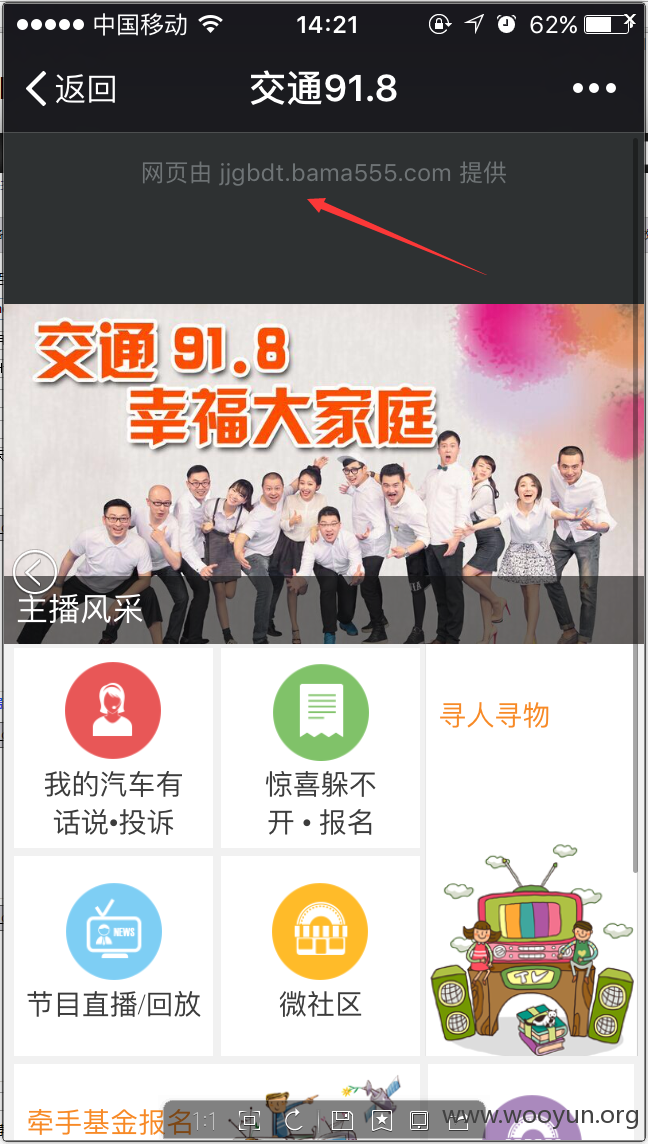 中国移动 14:21 62%
返回 交通91.8
网页由 jjgbdt.bama555.com 提供
交通 91.8
幸福大家庭
主播风采
我的汽车有
话说•投诉
惊喜躲不
开 • 报名
寻人寻物
NEWS
节目直播/回放
微社区
TV
牵手基金报名
1:1
www.wooyun.org